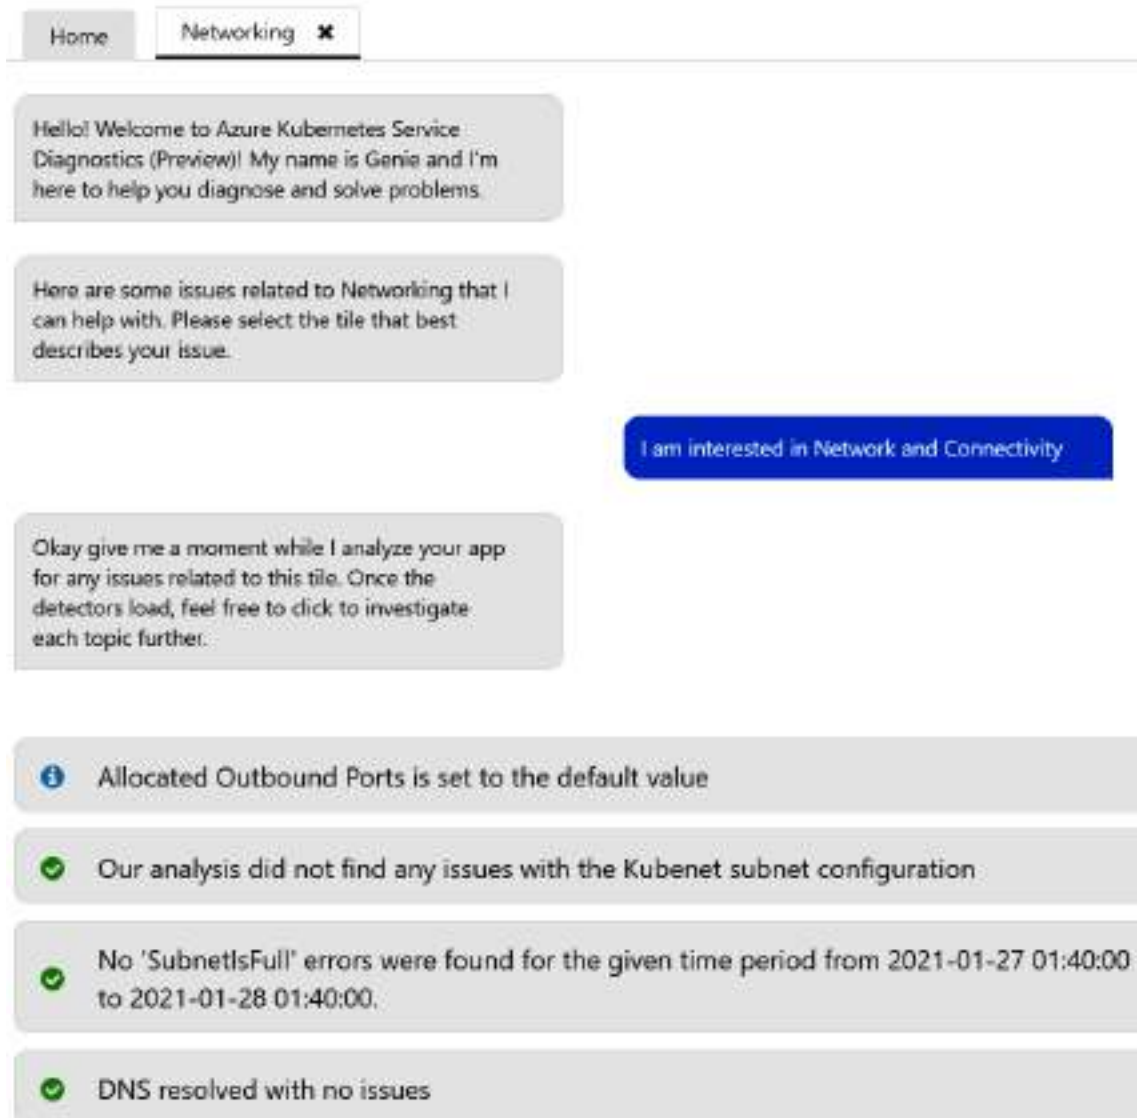 Home
Networking ✖
Hello! Welcome to Azure Kubernetes Service
Diagnostics (Preview)! My name is Genie and I'm
here to help you diagnose and solve problems.
Here are some issues related to Networking that I
can help with. Please select the tile that best
describes your issue.
I am interested in Network and Connectivity
Okay give me a moment while I analyze your app
for any issues related to this tile. Once the
detectors load, feel free to click to investigate
each topic further.
Allocated Outbound Ports is set to the default value
Our analysis did not find any issues with the Kubenet subnet configuration
No 'SubnetIsFull' errors were found for the given time period from 2021-01-27 01:40:00
to 2021-01-28 01:40:00.
DNS resolved with no issues